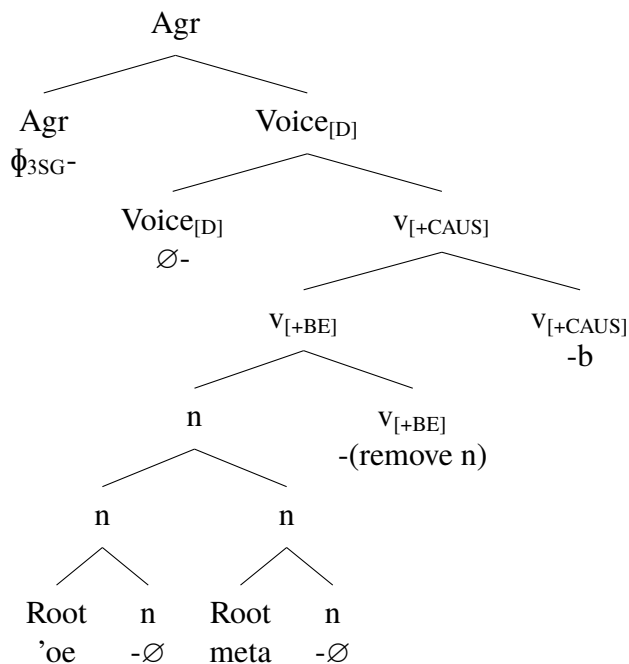 Agr
Agr Voice[D]
ϕ3SG-
Voice[D] v[+CAUS]
∅-
v[+BE] v[+CAUS]
-b
n v[+BE]
-(remove n)
n n
Root n Root n
’oe -∅ meta -∅